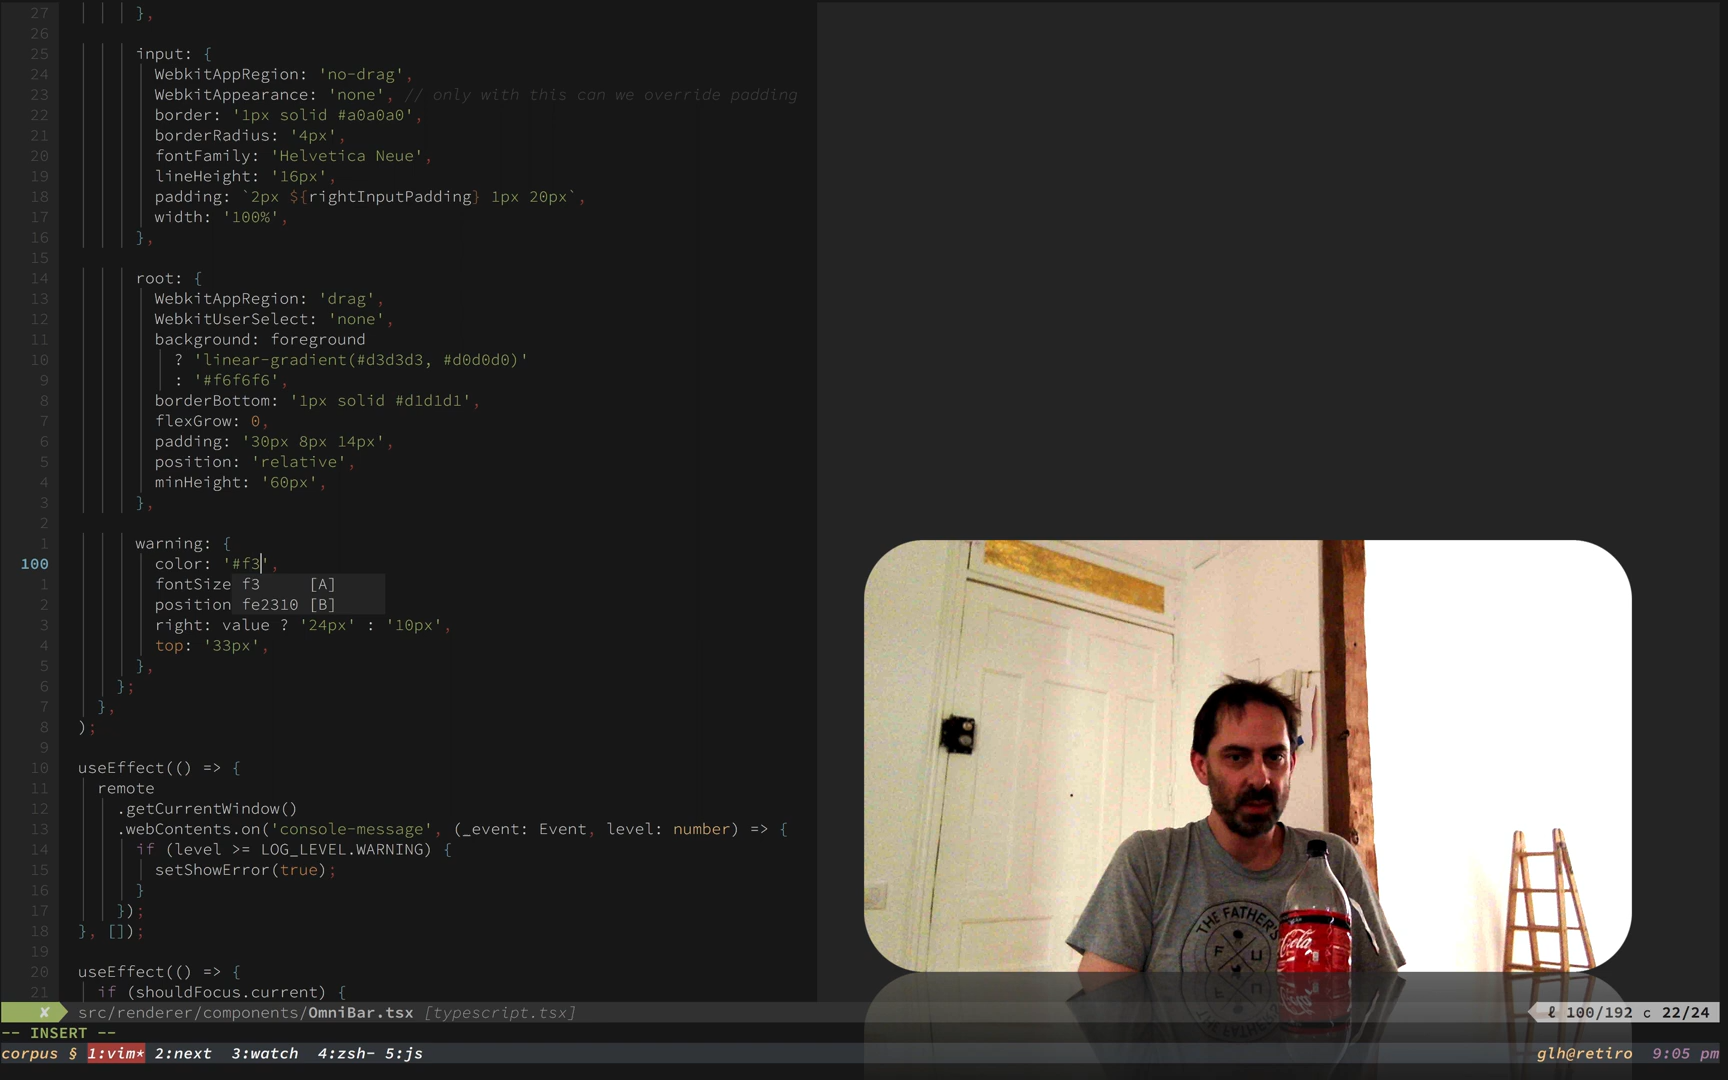 27 },
26
25 input: {
24 WebkitAppRegion: 'no-drag',
23 WebkitAppearance: 'none', // only with this can we override padding
22 border: '1px solid #a0a0a0',
21 borderRadius: '4px',
20 fontFamily: 'Helvetica Neue',
19 lineHeight: '16px',
18 padding: `2px ${rightInputPadding} 1px 20px`,
17 width: '100%',
16 },
15
14 root: {
13 WebkitAppRegion: 'drag',
12 WebkitUserSelect: 'none',
11 background: foreground
10 ? 'linear-gradient(#d3d3d3, #d0d0d0)'
9 : '#f6f6f6',
8 borderBottom: '1px solid #d1d1d1',
7 flexGrow: 0,
6 padding: '30px 8px 14px',
5 position: 'relative',
4 minHeight: '60px',
3 },
2
1 warning: {
100 color: '#f3',
1 fontSize f3 [A]
2 position fe2310 [B]
3 right: value ? '24px' : '10px',
4 top: '33px',
5 },
6 };
7 },
8 );
9
10 useEffect(() => {
11 remote
12 .getCurrentWindow()
13 .webContents.on('console-message', (_event: Event, level: number) => {
14 if (level >= LOG_LEVEL.WARNING) {
15 setShowError(true);
16 }
17 });
18 }, []);
19
20 useEffect(() => {
21 if (shouldFocus.current) {
✘ src/renderer/components/OmniBar.tsx [typescript.tsx] ℓ 100/192 c 22/24
-- INSERT --
corpus § 1:vim* 2:next 3:watch 4:zsh- 5:js glh@retiro 9:05 pm
THE FATHER'S
F U